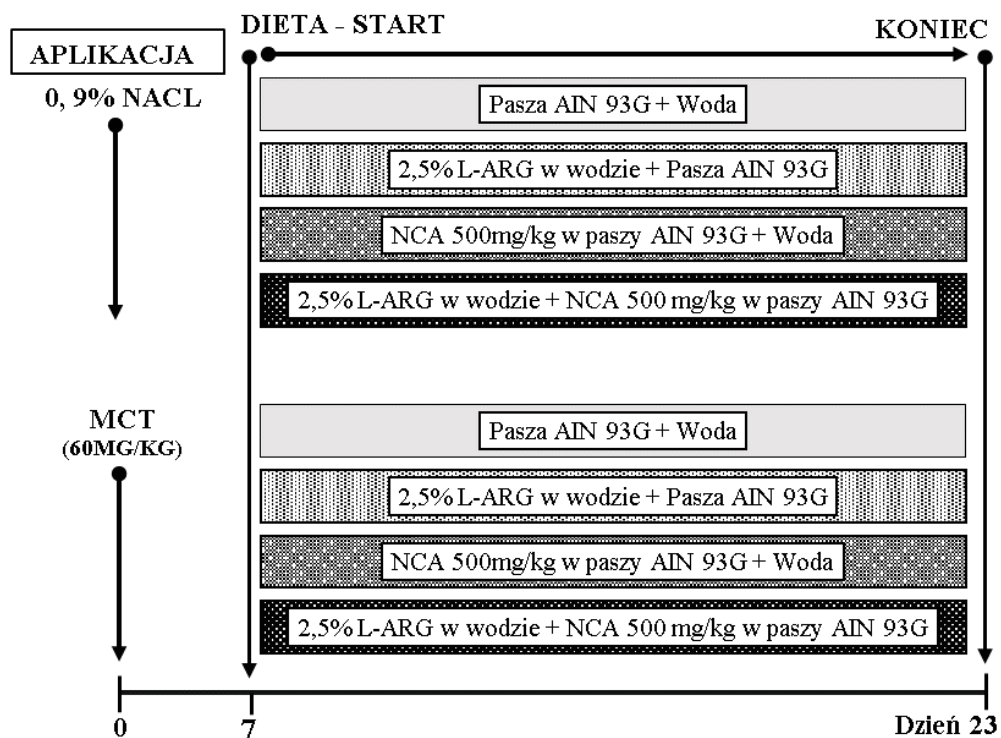 DIETA - START
KONIEC
APLIKACJA
0, 9% NACL
Pasza AIN 93G + Woda
2,5% L-ARG w wodzie + Pasza AIN 93G
NCA 500mg/kg w paszy AIN 93G + Woda
2,5% L-ARG w wodzie + NCA 500 mg/kg w paszy AIN 93G
MCT
(60MG/KG)
Pasza AIN 93G + Woda
2,5% L-ARG w wodzie + Pasza AIN 93G
NCA 500mg/kg w paszy AIN 93G + Woda
2,5% L-ARG w wodzie + NCA 500 mg/kg w paszy AIN 93G
0
7
Dzień 23